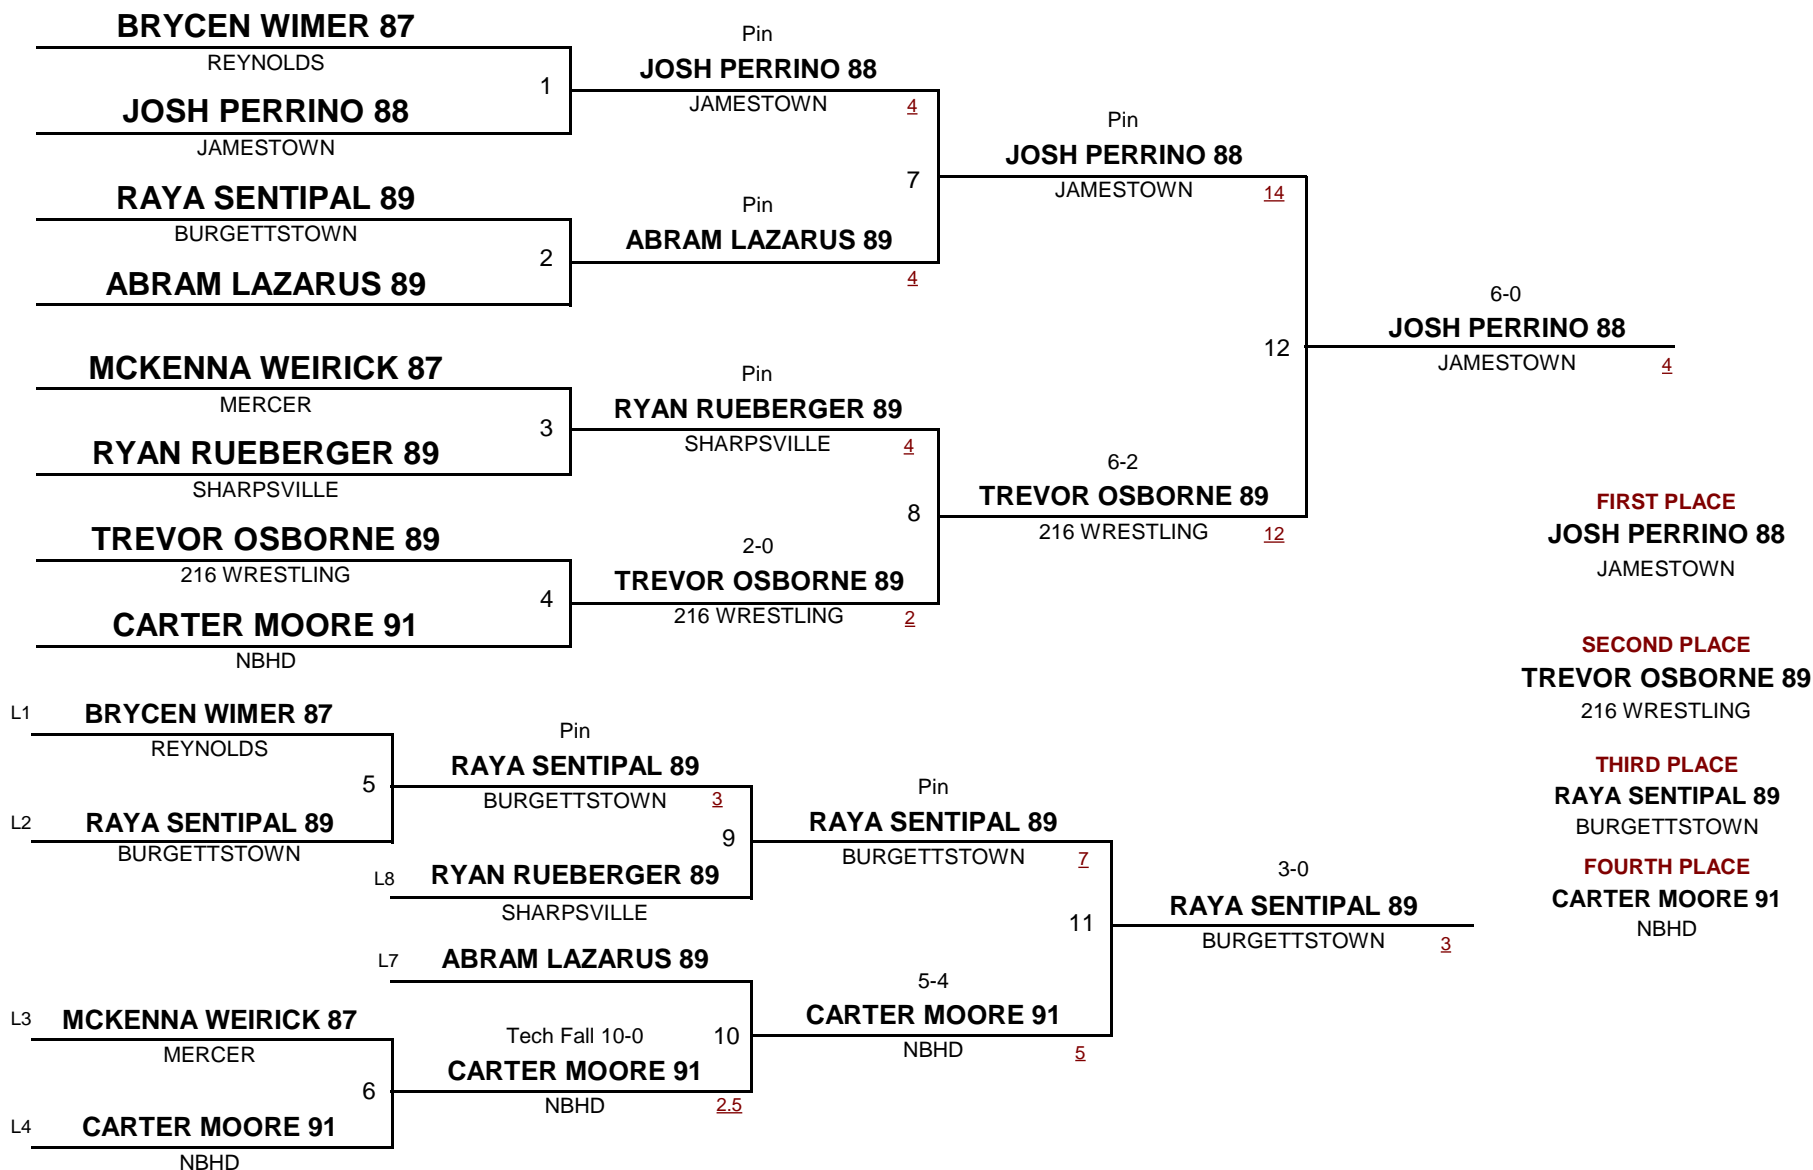 BRYCEN WIMER 87
REYNOLDS
1
JOSH PERRINO 88
JAMESTOWN
RAYA SENTIPAL 89
BURGETTSTOWN
2
ABRAM LAZARUS 89
MCKENNA WEIRICK 87
MERCER
3
RYAN RUEBERGER 89
SHARPSVILLE
TREVOR OSBORNE 89
216 WRESTLING
4
CARTER MOORE 91
NBHD
Pin
JOSH PERRINO 88
JAMESTOWN 4
7
Pin
ABRAM LAZARUS 89
4
Pin
RYAN RUEBERGER 89
SHARPSVILLE 4
8
2-0
TREVOR OSBORNE 89
216 WRESTLING 2
Pin
JOSH PERRINO 88
JAMESTOWN 14
12
6-2
TREVOR OSBORNE 89
216 WRESTLING 12
6-0
JOSH PERRINO 88
JAMESTOWN 4
FIRST PLACE
JOSH PERRINO 88
JAMESTOWN
SECOND PLACE
TREVOR OSBORNE 89
216 WRESTLING
THIRD PLACE
RAYA SENTIPAL 89
BURGETTSTOWN
FOURTH PLACE
CARTER MOORE 91
NBHD
L1 BRYCEN WIMER 87
REYNOLDS
5
L2 RAYA SENTIPAL 89
BURGETTSTOWN
Pin
RAYA SENTIPAL 89
BURGETTSTOWN 3
9
L8 RYAN RUEBERGER 89
SHARPSVILLE
L7 ABRAM LAZARUS 89
L3 MCKENNA WEIRICK 87
MERCER
6
L4 CARTER MOORE 91
NBHD
Tech Fall 10-0 10
CARTER MOORE 91
NBHD 2.5
Pin
RAYA SENTIPAL 89
BURGETTSTOWN 7
11
5-4
CARTER MOORE 91
NBHD 5
3-0
RAYA SENTIPAL 89
BURGETTSTOWN 3